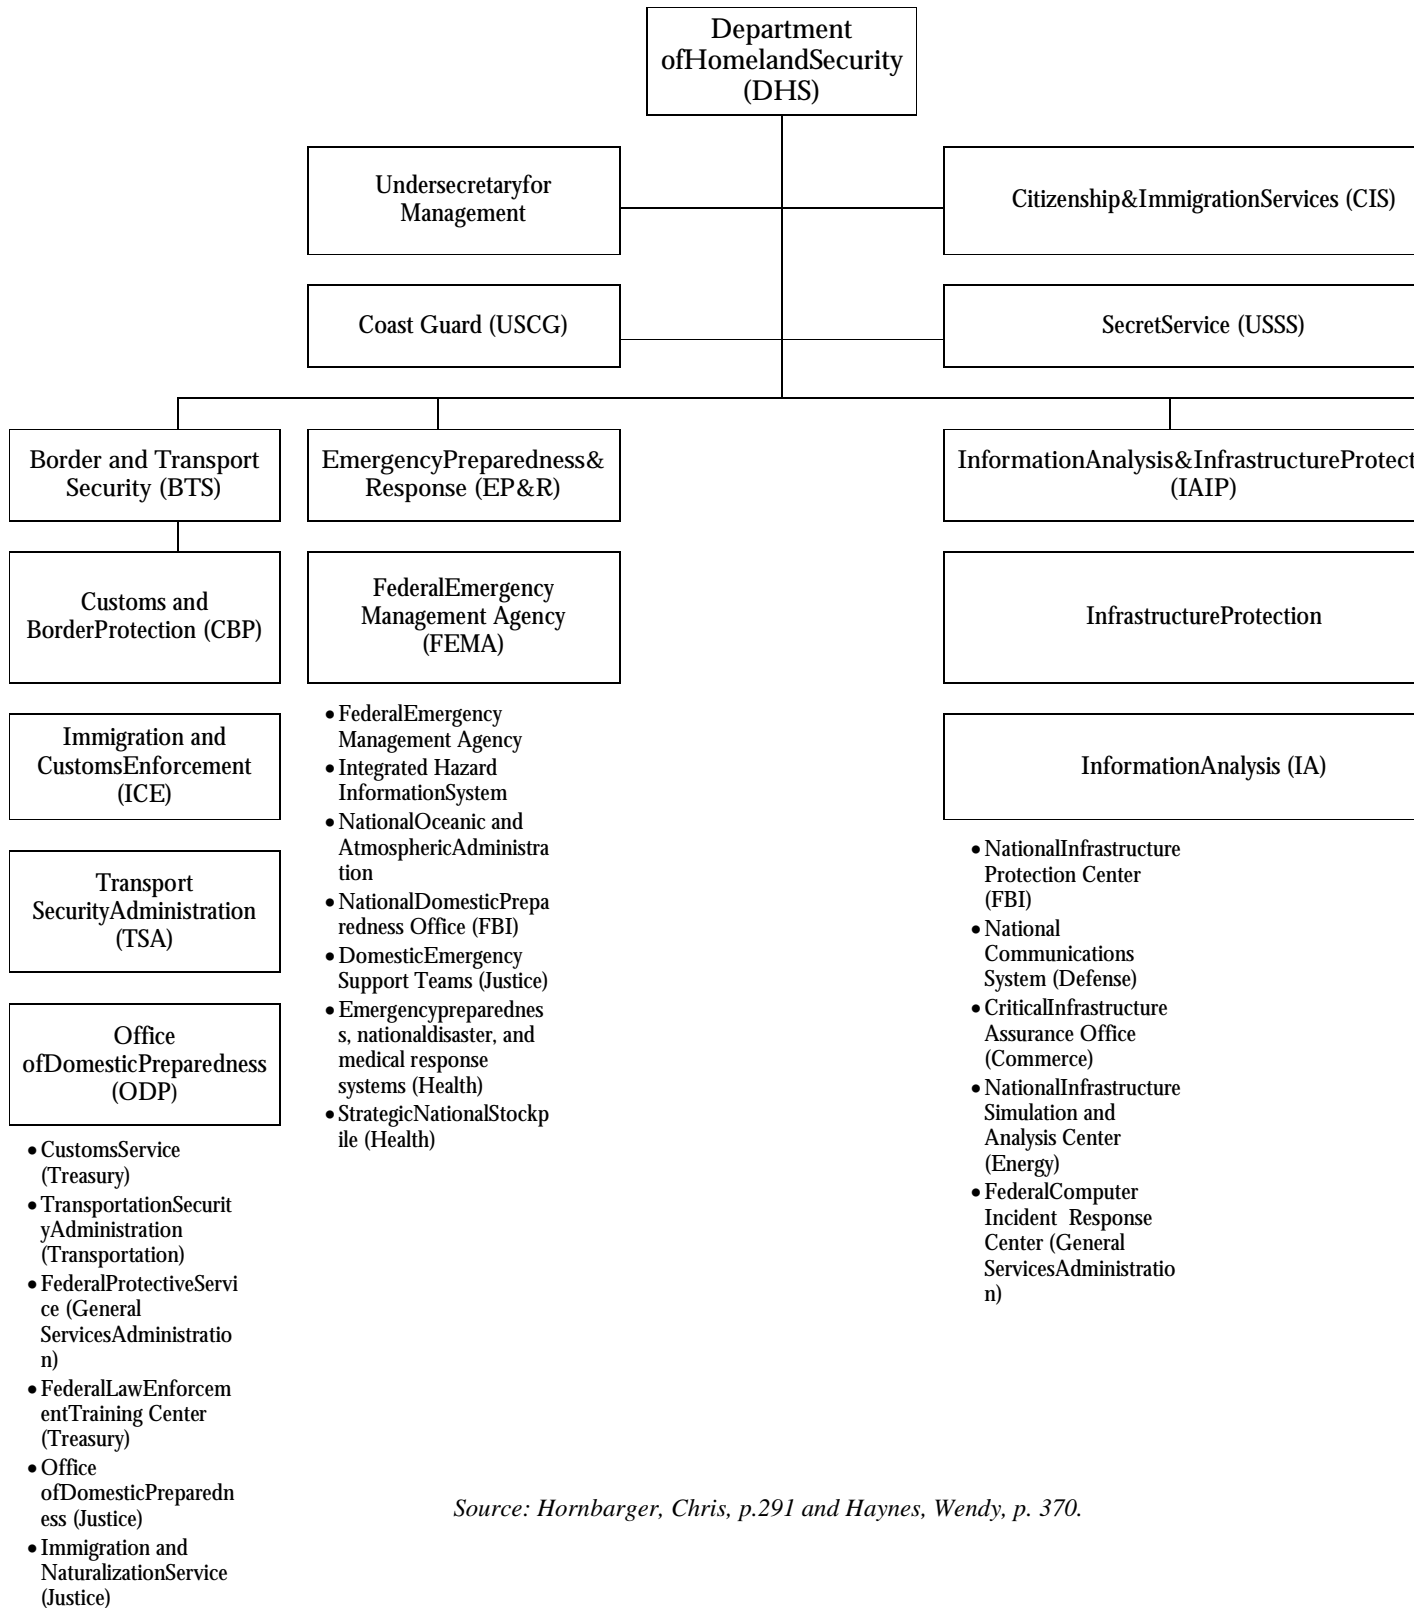 Department
ofHomelandSecurity
(DHS)
Undersecretaryfor
Management
Citizenship&ImmigrationServices (CIS)
Coast Guard (USCG)
SecretService (USSS)
Border and Transport
Security (BTS)
EmergencyPreparedness&
Response (EP&R)
InformationAnalysis&InfrastructureProtect
(IAIP)
Customs and
BorderProtection (CBP)
FederalEmergency
Management Agency
(FEMA)
InfrastructureProtection
Immigration and
CustomsEnforcement
(ICE)
Transport
SecurityAdministration
(TSA)
Office
ofDomesticPreparedness
(ODP)
• CustomsService
(Treasury)
• TransportationSecurit
yAdministration
(Transportation)
• FederalProtectiveServi
ce (General
ServicesAdministratio
n)
• FederalLawEnforcem
entTraining Center
(Treasury)
• Office
ofDomesticPreparedn
ess (Justice)
• Immigration and
NaturalizationService
(Justice)
• FederalEmergency
Management Agency
• Integrated Hazard
InformationSystem
• NationalOceanic and
AtmosphericAdministra
tion
• NationalDomesticPrepa
redness Office (FBI)
• DomesticEmergency
Support Teams (Justice)
• Emergencypreparednes
s, nationaldisaster, and
medical response
systems (Health)
• StrategicNationalStockp
ile (Health)
InformationAnalysis (IA)
• NationalInfrastructure
Protection Center
(FBI)
• National
Communications
System (Defense)
• CriticalInfrastructure
Assurance Office
(Commerce)
• NationalInfrastructure
Simulation and
Analysis Center
(Energy)
• FederalComputer
Incident Response
Center (General
ServicesAdministratio
n)
Source: Hornbarger, Chris, p.291 and Haynes, Wendy, p. 370.